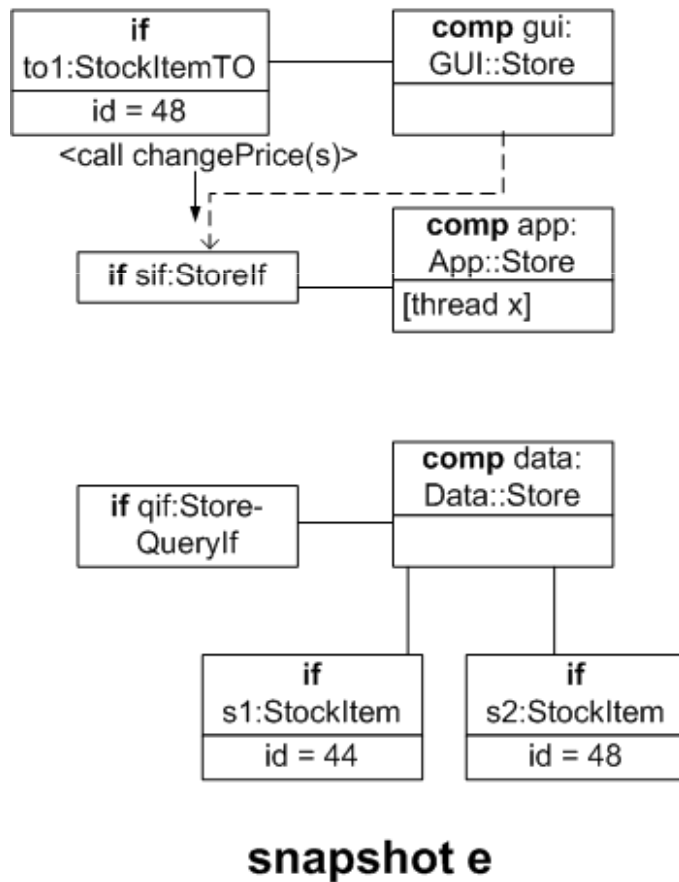 if
to1:StockItemTO
id = 48
comp gui:
GUI::Store
<call changePrice(s)>
if sif:StoreIf
comp app:
App::Store
[thread x]
if qif:Store-
QueryIf
comp data:
Data::Store
if
s1:StockItem
id = 44
if
s2:StockItem
id = 48
snapshot e